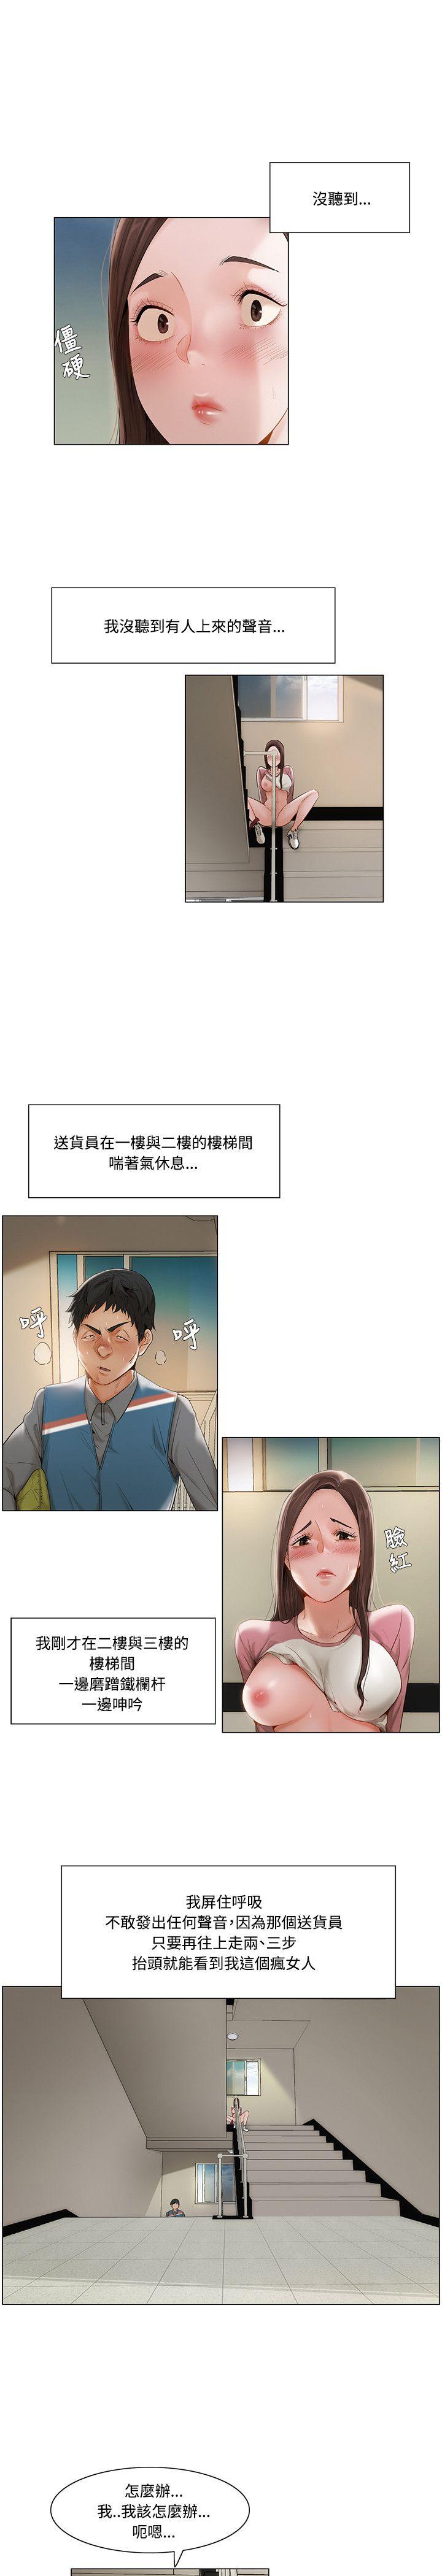 沒聽到...
僵
硬
我沒聽到有人上來的聲音...
送貨員在一樓與二樓的樓梯間
喘著氣休息...
呼
呼
臉
紅
我剛才在二樓與三樓的
樓梯間
一邊磨蹭鐵欄杆
一邊呻吟
我屏住呼吸
不敢發出任何聲音，因為那個送貨員
只要再往上走兩、三步
抬頭就能看到我這個瘋女人
怎麼辦...
我..我該怎麼辦...
呃嗯...